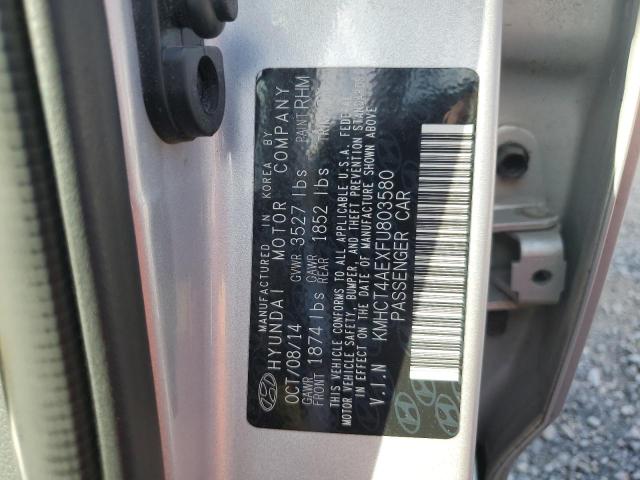 MANUFACTURED IN KOREA BY
HYUNDAI MOTOR COMPANY
OCT/08/14 GVWR 3527 lbs PAINT RHM
GAWR FRONT 1874 lbs GAWR REAR 1852 lbs
THIS VEHICLE CONFORMS TO ALL APPLICABLE U.S.A. FEDERAL
MOTOR VEHICLE SAFETY, BUMPER, AND THEFT PREVENTION STANDARDS
IN EFFECT ON THE DATE OF MANUFACTURE SHOWN ABOVE
V.I.N KMHCT4AEXFU803580
PASSENGER CAR